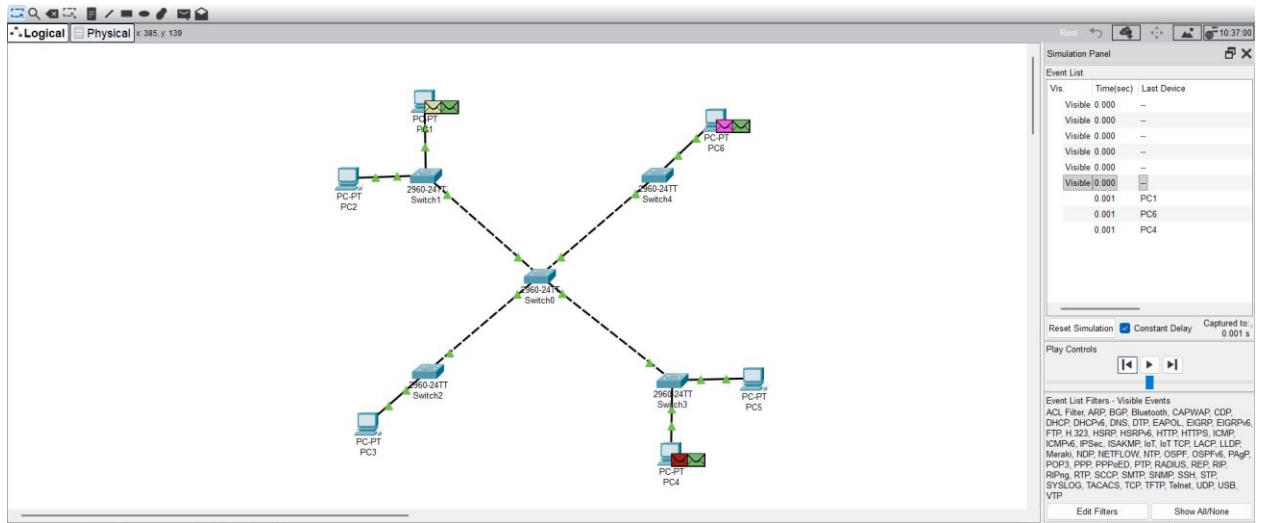 Logical Physical x: 385, y: 139 Root 10:37:00
Simulation Panel
Event List
Vis. Time(sec) Last Device
Visible 0.000 --
Visible 0.000 --
Visible 0.000 --
Visible 0.000 --
Visible 0.000 --
Visible 0.000 --
0.001 PC1
0.001 PC6
0.001 PC4
Reset Simulation Constant Delay Captured to:
0.001 s
Play Controls
Event List Filters - Visible Events
ACL Filter, ARP, BGP, Bluetooth, CAPWAP, CDP,
DHCP, DHCPv6, DNS, DTP, EAPOL, EIGRP, EIGRPv6,
FTP, H.323, HSRP, HSRPv6, HTTP, HTTPS, ICMP,
ICMPv6, IPSec, ISAKMP, IoT, IoT TCP, LACP, LLDP,
Meraki, NDP, NETFLOW, NTP, OSPF, OSPFv6, PAgP,
POP3, PPP, PPPoED, PTP, RADIUS, REP, RIP,
RIPng, RTP, SCCP, SMTP, SNMP, SSH, STP,
SYSLOG, TACACS, TCP, TFTP, Telnet, UDP, USB,
VTP
Edit Filters Show All/None
PC-PT
PC1
PC-PT
PC6
PC-PT
PC2
2960-24TT
Switch1
2960-24TT
Switch4
2960-24TT
Switch0
2960-24TT
Switch2
2960-24TT
Switch3
PC-PT
PC5
PC-PT
PC3
PC-PT
PC4